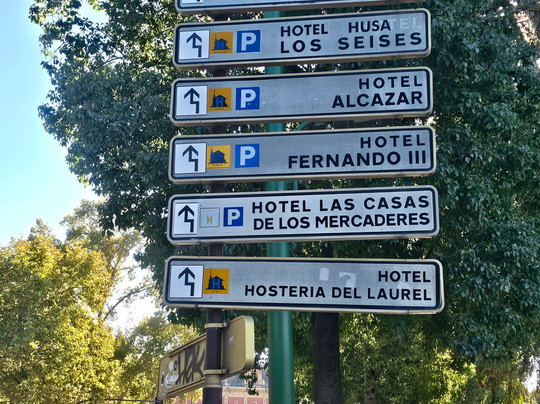 P HOTEL HUSA
LOS SEISES
P HOTEL
ALCAZAR
P HOTEL
FERNANDO III
H P HOTEL LAS CASAS
DE LOS MERCADERES
HOTEL
HOSTERIA DEL LAUREL